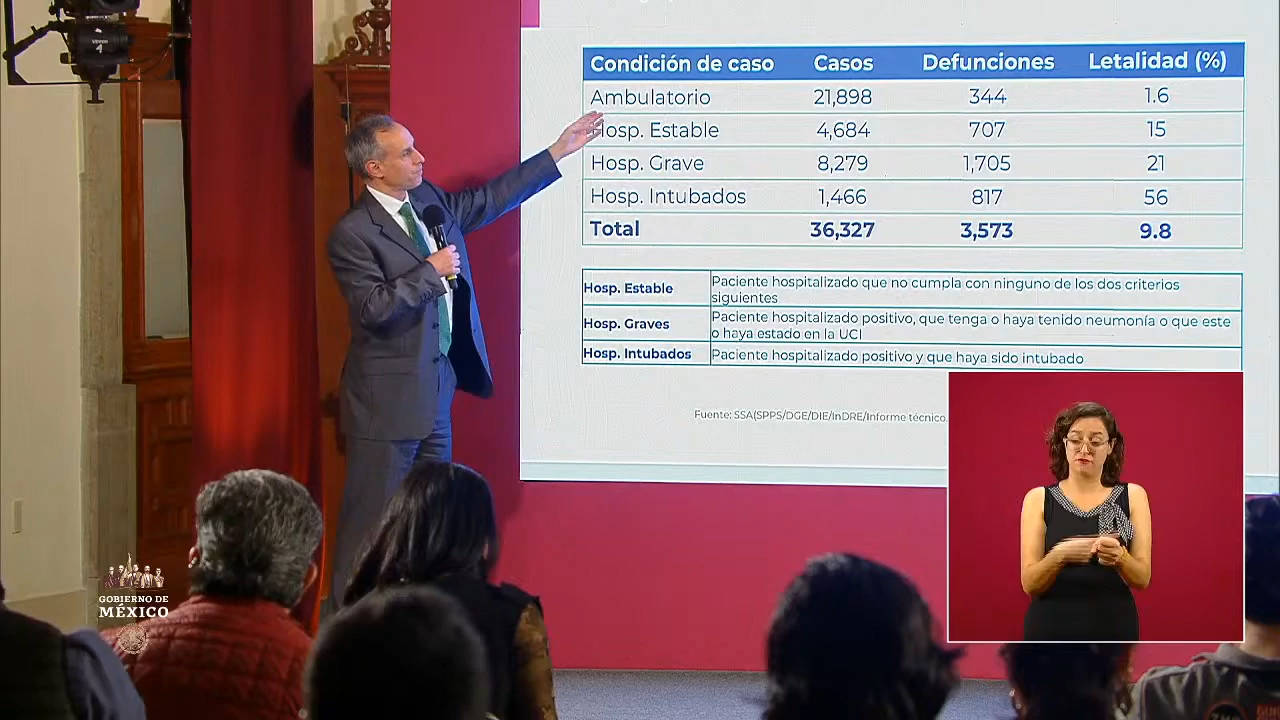 Condición de caso Casos Defunciones Letalidad (%)
Ambulatorio 21,898 344 1.6
Hosp. Estable 4,684 707 15
Hosp. Grave 8,279 1,705 21
Hosp. Intubados 1,466 817 56
Total 36,327 3,573 9.8
Hosp. Estable Paciente hospitalizado que no cumpla con ninguno de los dos criterios
siguientes
Hosp. Graves Paciente hospitalizado positivo, que tenga o haya tenido neumonía o que este
o haya estado en la UCI
Hosp. Intubados Paciente hospitalizado positivo y que haya sido intubado
Fuente: SSA(SPPS/DGE/DIE/InDRE/Informe técnico.
GOBIERNO DE
MÉXICO